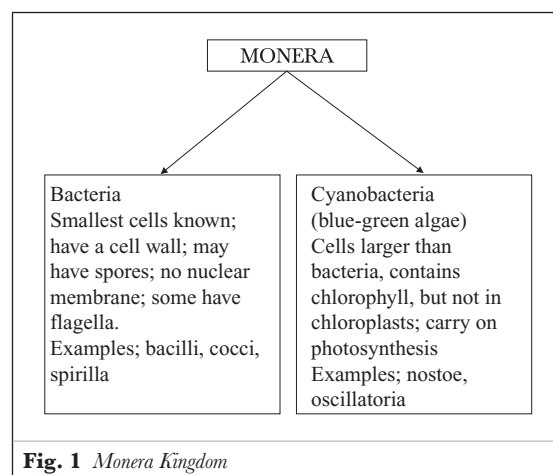 MONERA
Bacteria
Smallest cells known;
have a cell wall; may
have spores; no nuclear
membrane; some have
flagella.
Examples; bacilli, cocci,
spirilla
Cyanobacteria
(blue-green algae)
Cells larger than
bacteria, contains
chlorophyll, but not in
chloroplasts; carry on
photosynthesis
Examples; nostoe,
oscillatoria
Fig. 1 Monera Kingdom